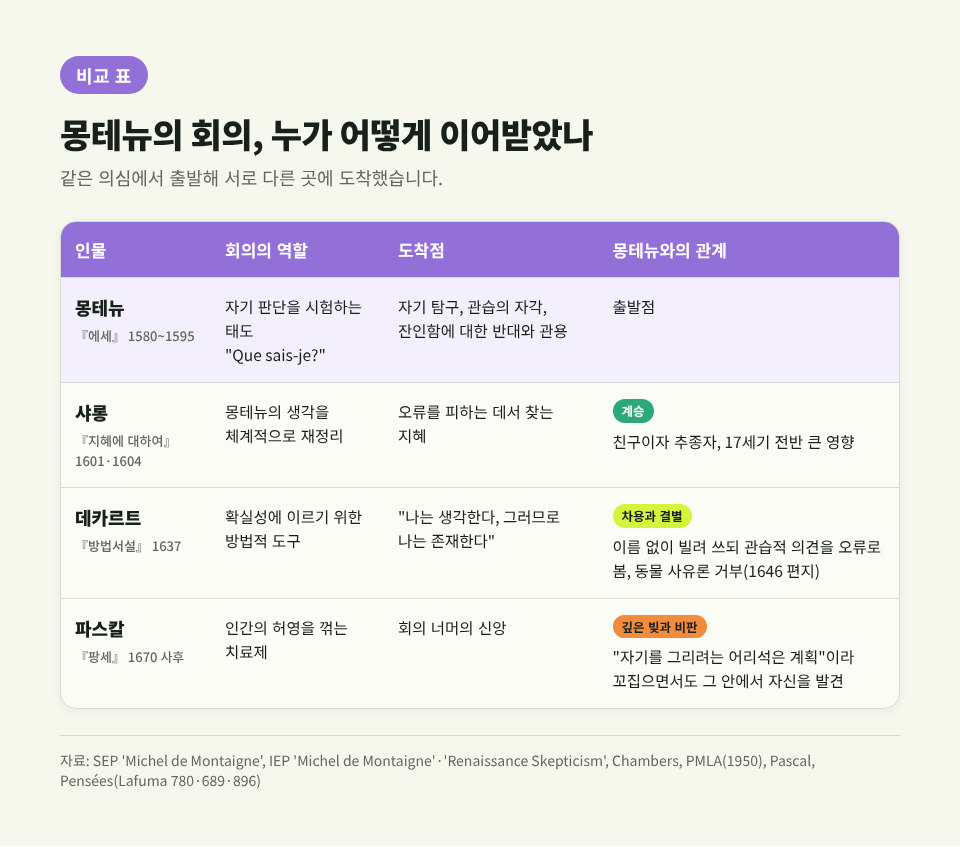 비교 표
몽테뉴의 회의, 누가 어떻게 이어받았나
같은 의심에서 출발해 서로 다른 곳에 도착했습니다.
인물
회의의 역할
도착점
몽테뉴와의 관계
몽테뉴
『에세』 1580~1595
자기 판단을 시험하는
태도
"Que sais-je?"
자기 탐구, 관습의 자각,
잔인함에 대한 반대와 관용
출발점
샤롱
『지혜에 대하여』
1601·1604
몽테뉴의 생각을
체계적으로 재정리
오류를 피하는 데서 찾는
지혜
계승
친구이자 추종자, 17세기 전반 큰 영향
데카르트
『방법서설』 1637
확실성에 이르기 위한
방법적 도구
"나는 생각한다, 그러므로
나는 존재한다"
차용과 결별
이름 없이 빌려 쓰되 관습적 의견을 오류로
봄, 동물 사유론 거부(1646 편지)
파스칼
『팡세』 1670 사후
인간의 허영을 꺾는
치료제
회의 너머의 신앙
깊은 빚과 비판
"자기를 그리려는 어리석은 계획"이라
꼬집으면서도 그 안에서 자신을 발견
자료: SEP 'Michel de Montaigne', IEP 'Michel de Montaigne'·'Renaissance Skepticism', Chambers, PMLA(1950), Pascal,
Pensées(Lafuma 780·689·896)